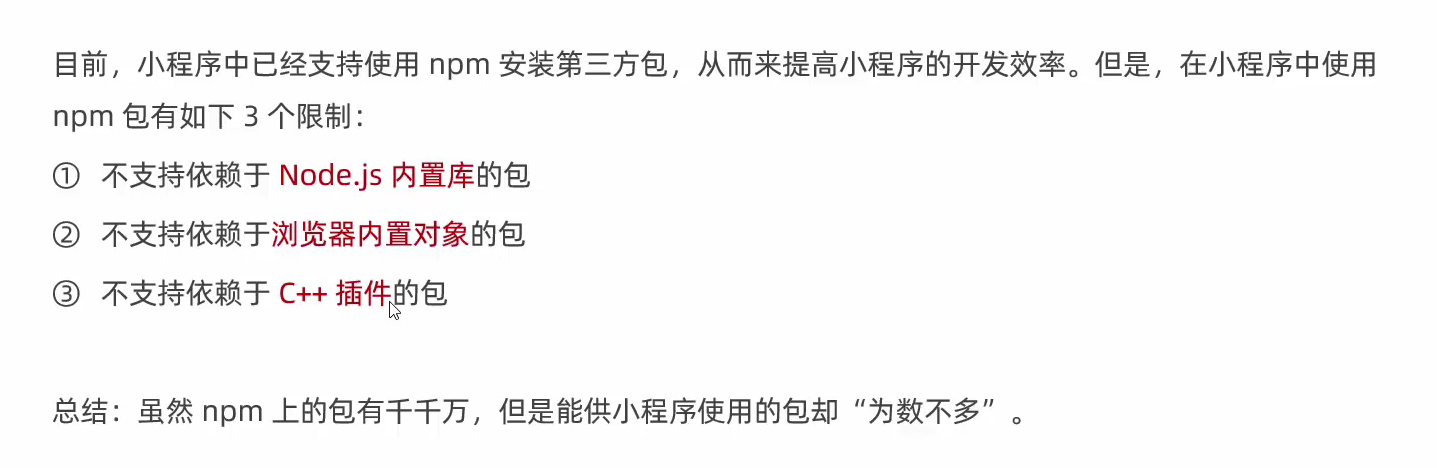 目前，小程序中已经支持使用 npm 安装第三方包，从而来提高小程序的开发效率。但是，在小程序中使用
npm 包有如下 3 个限制：
① 不支持依赖于 Node.js 内置库的包
② 不支持依赖于浏览器内置对象的包
③ 不支持依赖于 C++ 插件的包
总结：虽然 npm 上的包有千千万，但是能供小程序使用的包却“为数不多”。